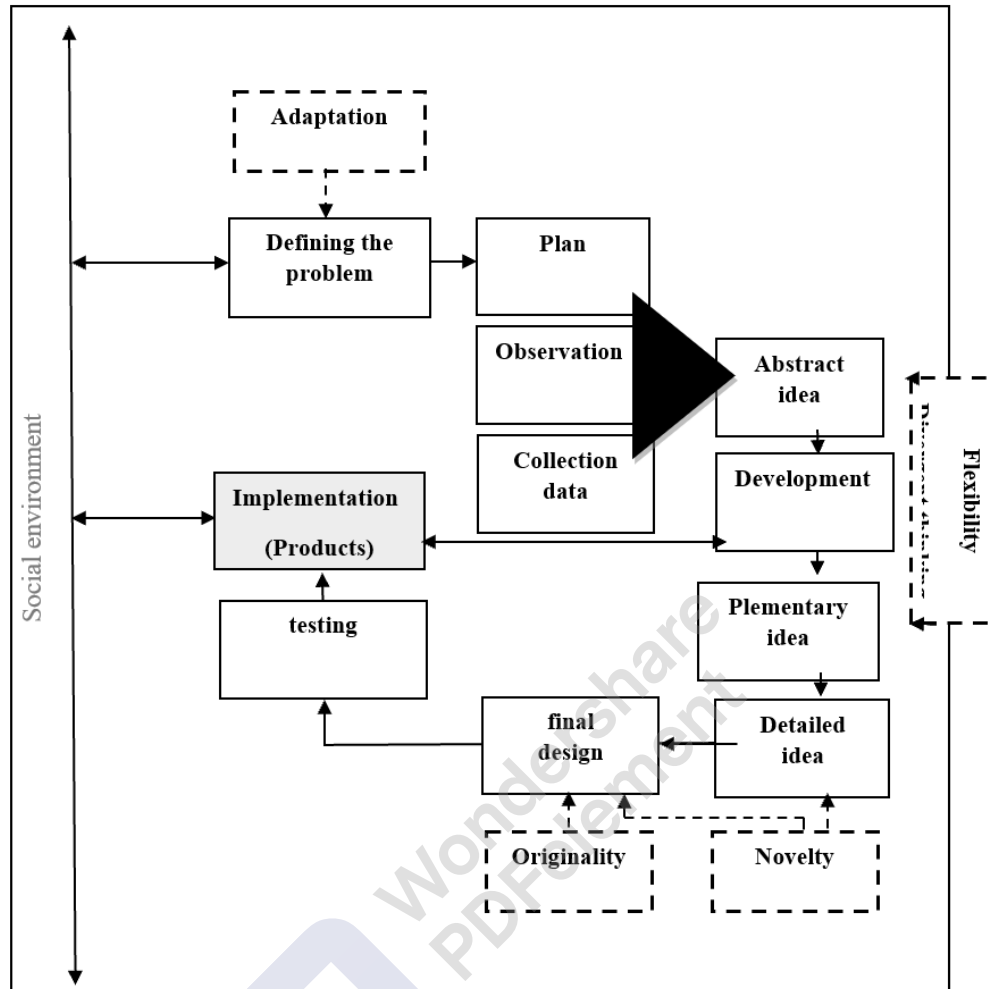 Adaptation
Defining the
problem
Plan
Observation
Collection
data
Abstract
idea
Development
Plementary
idea
Detailed
idea
final
design
testing
Implementation
(Products)
Originality
Novelty
Flexibility
Social environment
Wondershare
PDFelement